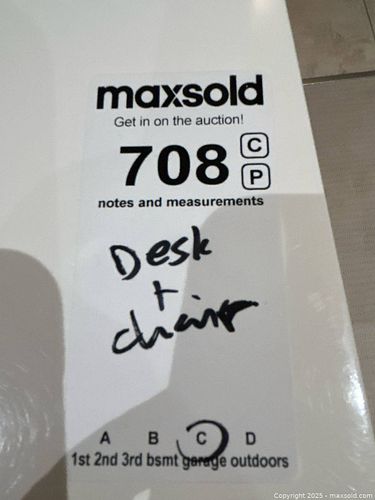 maxsold
Get in on the auction!
708 C
P
notes and measurements
Desk
+
chair
A B C D
1st 2nd 3rd bsmt garage outdoors
Copyright 2025 - maxsold.com